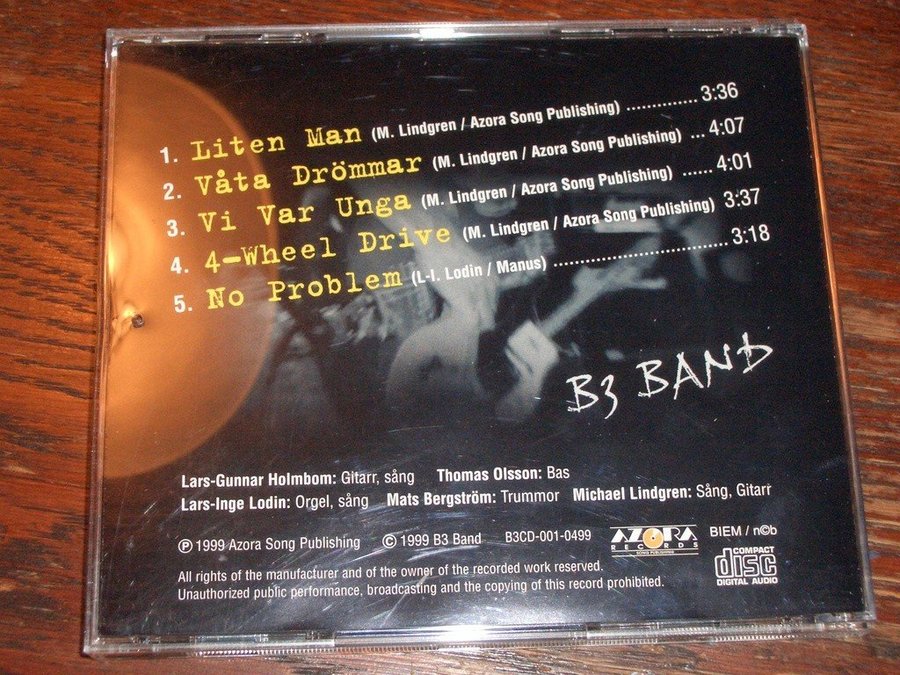 1. Liten Man (M. Lindgren / Azora Song Publishing) .............. 3:36
2. Våta Drömmar (M. Lindgren / Azora Song Publishing) ... 4:07
3. Vi Var Unga (M. Lindgren / Azora Song Publishing) ...... 4:01
4. 4-Wheel Drive (M. Lindgren / Azora Song Publishing) 3:37
5. No Problem (L-I. Lodin / Manus) .................................. 3:18
B3 BAND
Lars-Gunnar Holmbom: Gitarr, sång Thomas Olsson: Bas
Lars-Inge Lodin: Orgel, sång Mats Bergström: Trummor Michael Lindgren: Sång, Gitarr
℗ 1999 Azora Song Publishing © 1999 B3 Band B3CD-001-0499 AZORA RECORDS SONG PUBLISHING BIEM / n©b
COMPACT disc DIGITAL AUDIO
All rights of the manufacturer and of the owner of the recorded work reserved.
Unauthorized public performance, broadcasting and the copying of this record prohibited.